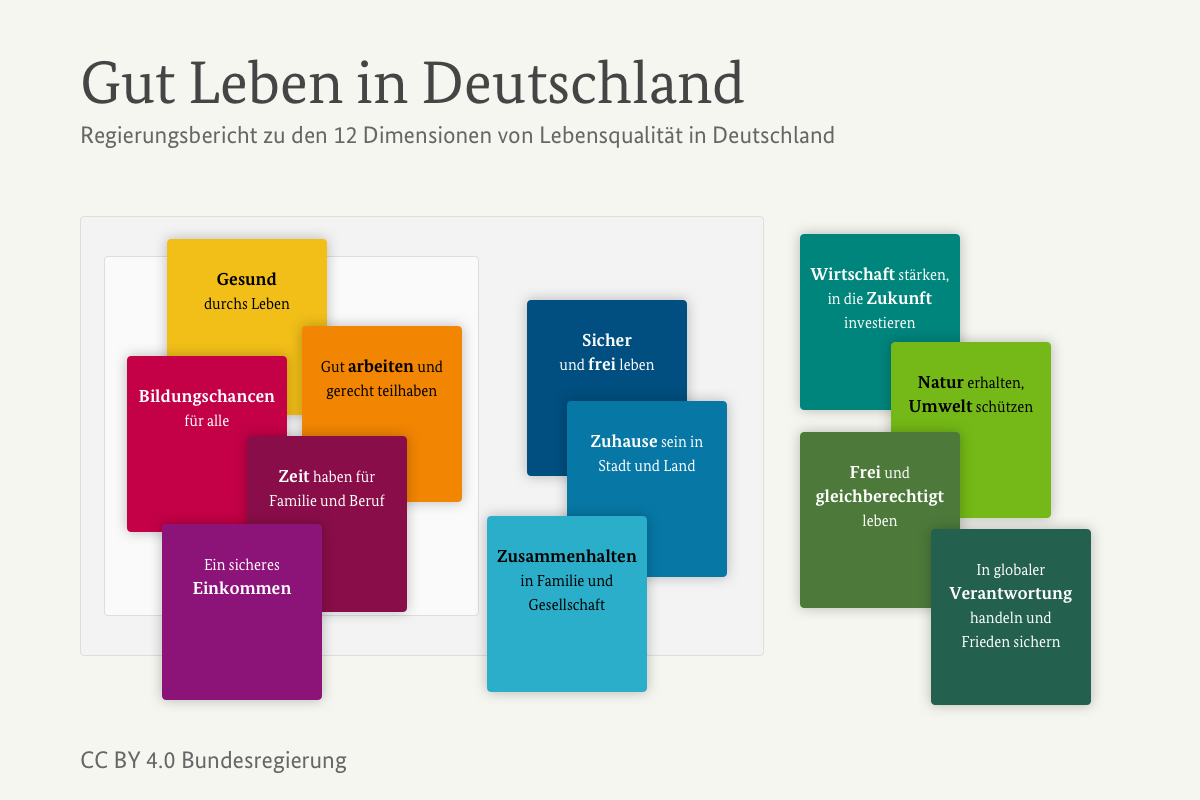 Gut Leben in Deutschland
Regierungsbericht zu den 12 Dimensionen von Lebensqualität in Deutschland
Gesund
durchs Leben
Gut arbeiten und
gerecht teilhaben
Bildungschancen
für alle
Zeit haben für
Familie und Beruf
Ein sicheres
Einkommen
Sicher
und frei leben
Zuhause sein in
Stadt und Land
Zusammenhalten
in Familie und
Gesellschaft
Wirtschaft stärken,
in die Zukunft
investieren
Natur erhalten,
Umwelt schützen
Frei und
gleichberechtigt
leben
In globaler
Verantwortung
handeln und
Frieden sichern
CC BY 4.0 Bundesregierung